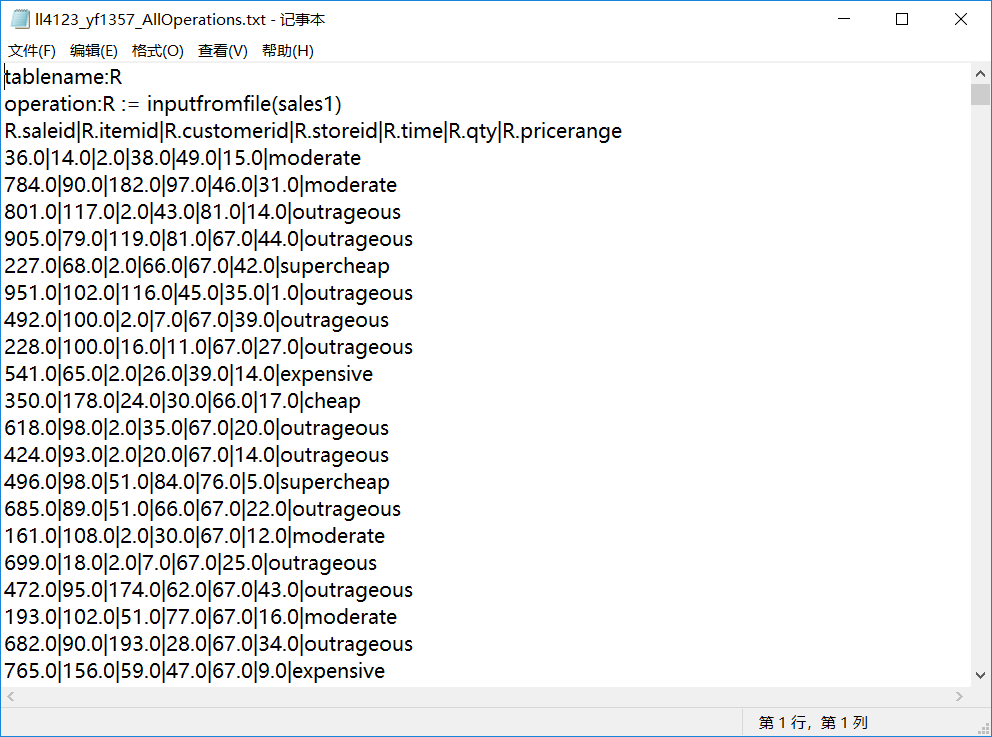 ll4123_yf1357_AllOperations.txt - 记事本
文件(F) 编辑(E) 格式(O) 查看(V) 帮助(H)
tablename:R
operation:R := inputfromfile(sales1)
R.saleid|R.itemid|R.customerid|R.storeid|R.time|R.qty|R.pricerange
36.0|14.0|2.0|38.0|49.0|15.0|moderate
784.0|90.0|182.0|97.0|46.0|31.0|moderate
801.0|117.0|2.0|43.0|81.0|14.0|outrageous
905.0|79.0|119.0|81.0|67.0|44.0|outrageous
227.0|68.0|2.0|66.0|67.0|42.0|supercheap
951.0|102.0|116.0|45.0|35.0|1.0|outrageous
492.0|100.0|2.0|7.0|67.0|39.0|outrageous
228.0|100.0|16.0|11.0|67.0|27.0|outrageous
541.0|65.0|2.0|26.0|39.0|14.0|expensive
350.0|178.0|24.0|30.0|66.0|17.0|cheap
618.0|98.0|2.0|35.0|67.0|20.0|outrageous
424.0|93.0|2.0|20.0|67.0|14.0|outrageous
496.0|98.0|51.0|84.0|76.0|5.0|supercheap
685.0|89.0|51.0|66.0|67.0|22.0|outrageous
161.0|108.0|2.0|30.0|67.0|12.0|moderate
699.0|18.0|2.0|7.0|67.0|25.0|outrageous
472.0|95.0|174.0|62.0|67.0|43.0|outrageous
193.0|102.0|51.0|77.0|67.0|16.0|moderate
682.0|90.0|193.0|28.0|67.0|34.0|outrageous
765.0|156.0|59.0|47.0|67.0|9.0|expensive
第 1 行，第 1 列